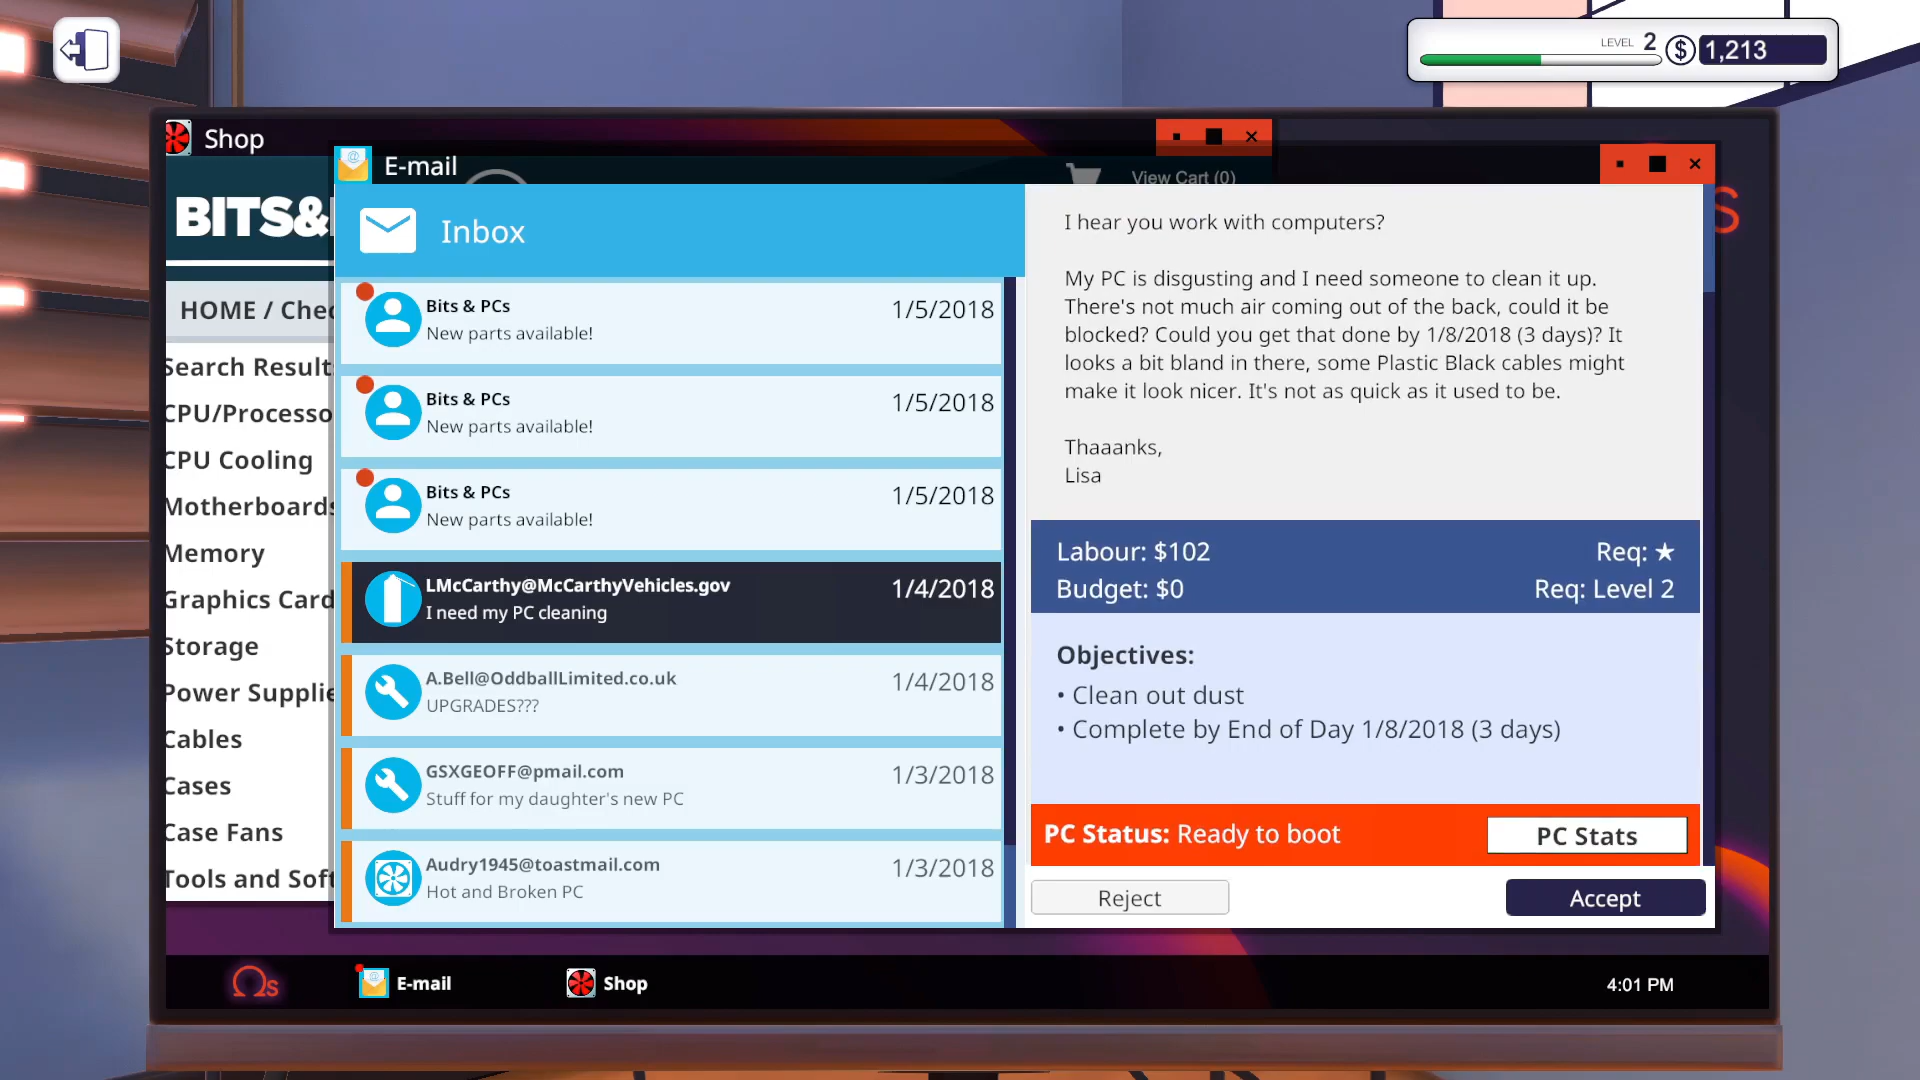 LEVEL 2
$ 1,213
Shop
E-mail
View Cart (0)
BITS&
HOME / Chec
Search Result
CPU/Processo
CPU Cooling
Motherboards
Memory
Graphics Card
Storage
Power Supplie
Cables
Cases
Case Fans
Tools and Soft
Inbox
Bits & PCs
1/5/2018
New parts available!
Bits & PCs
1/5/2018
New parts available!
Bits & PCs
1/5/2018
New parts available!
LMcCarthy@McCarthyVehicles.gov
1/4/2018
I need my PC cleaning
A.Bell@OddballLimited.co.uk
1/4/2018
UPGRADES???
GSXGEOFF@pmail.com
1/3/2018
Stuff for my daughter's new PC
Audry1945@toastmail.com
1/3/2018
Hot and Broken PC
I hear you work with computers?
My PC is disgusting and I need someone to clean it up.
There's not much air coming out of the back, could it be
blocked? Could you get that done by 1/8/2018 (3 days)? It
looks a bit bland in there, some Plastic Black cables might
make it look nicer. It's not as quick as it used to be.
Thaaanks,
Lisa
Labour: $102
Req: ★
Budget: $0
Req: Level 2
Objectives:
• Clean out dust
• Complete by End of Day 1/8/2018 (3 days)
PC Status: Ready to boot
PC Stats
Reject
Accept
Ωs
E-mail
Shop
4:01 PM